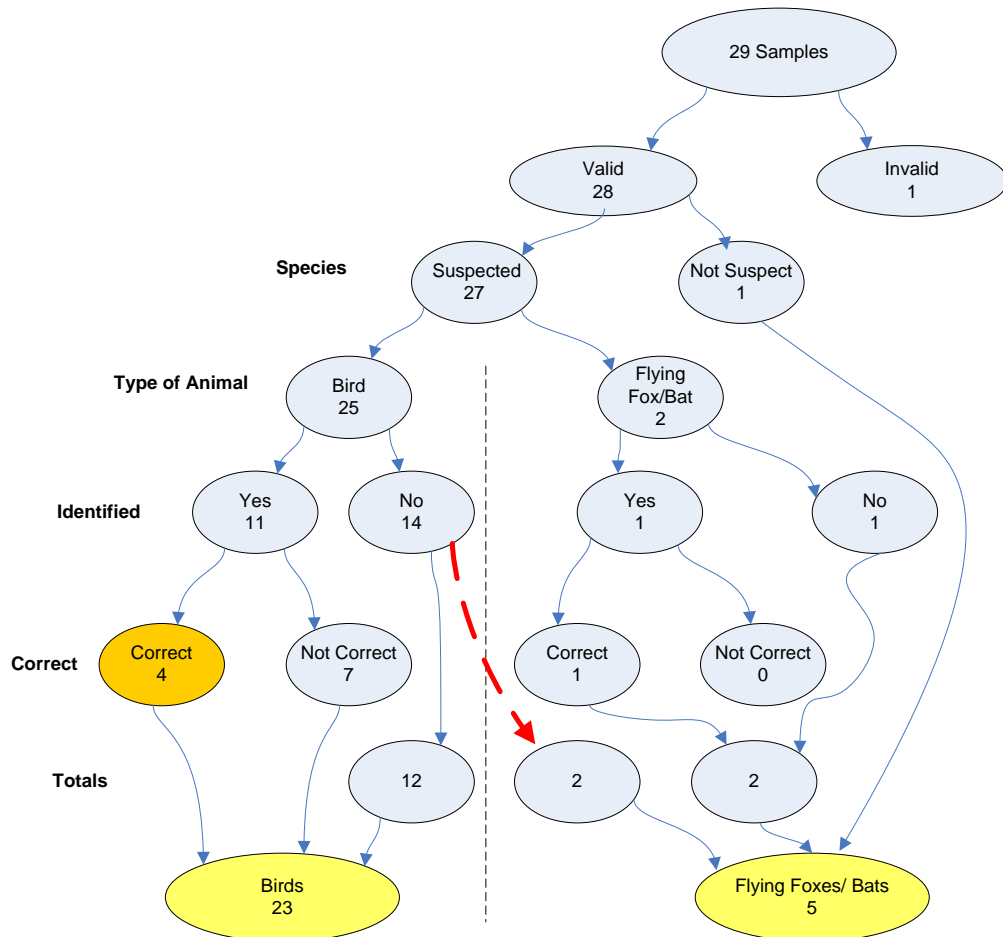 29 Samples
Valid
28
Invalid
1
Species
Suspected
27
Not Suspect
1
Type of Animal
Bird
25
Flying
Fox/Bat
2
Identified
Yes
11
No
14
Yes
1
No
1
Correct
Correct
4
Not Correct
7
Correct
1
Not Correct
0
Totals
12
2
2
Birds
23
Flying Foxes/ Bats
5